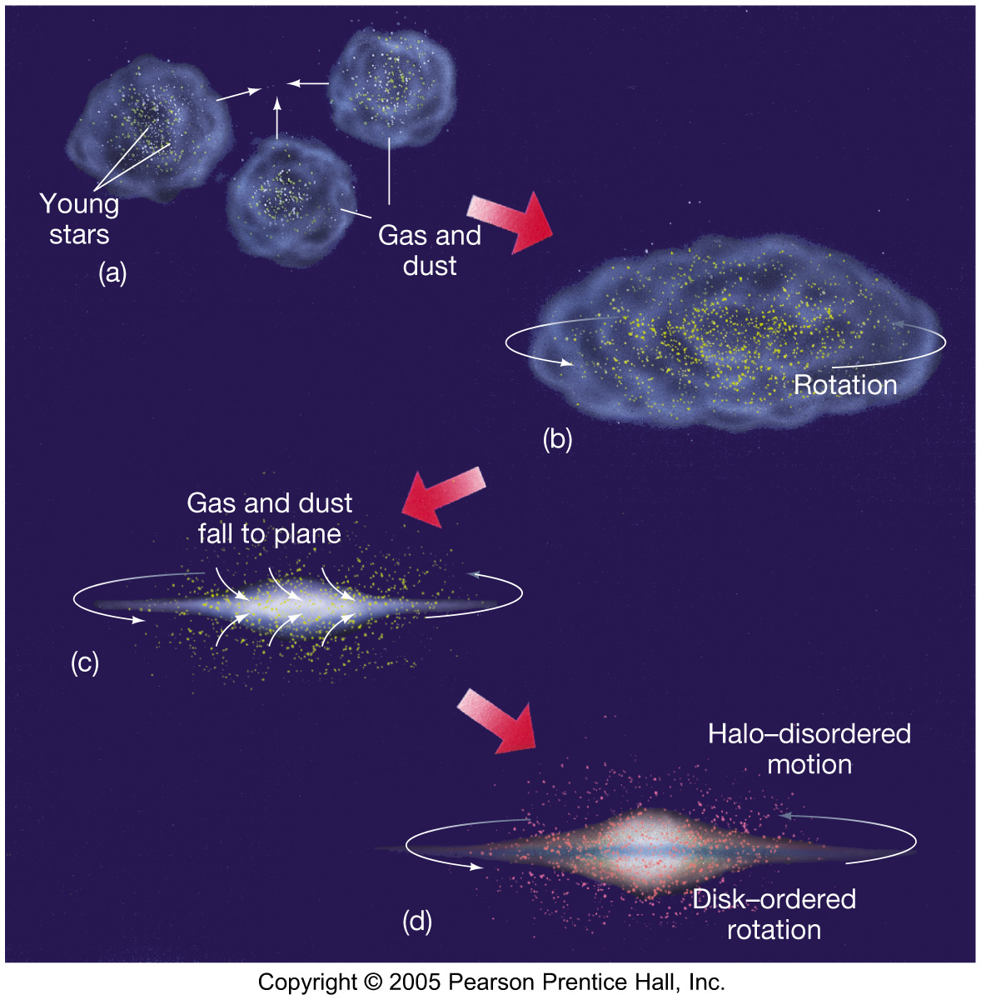 Young
stars
(a)
Gas and
dust
Rotation
(b)
Gas and dust
fall to plane
(c)
Halo–disordered
motion
Disk–ordered
rotation
(d)
Copyright © 2005 Pearson Prentice Hall, Inc.